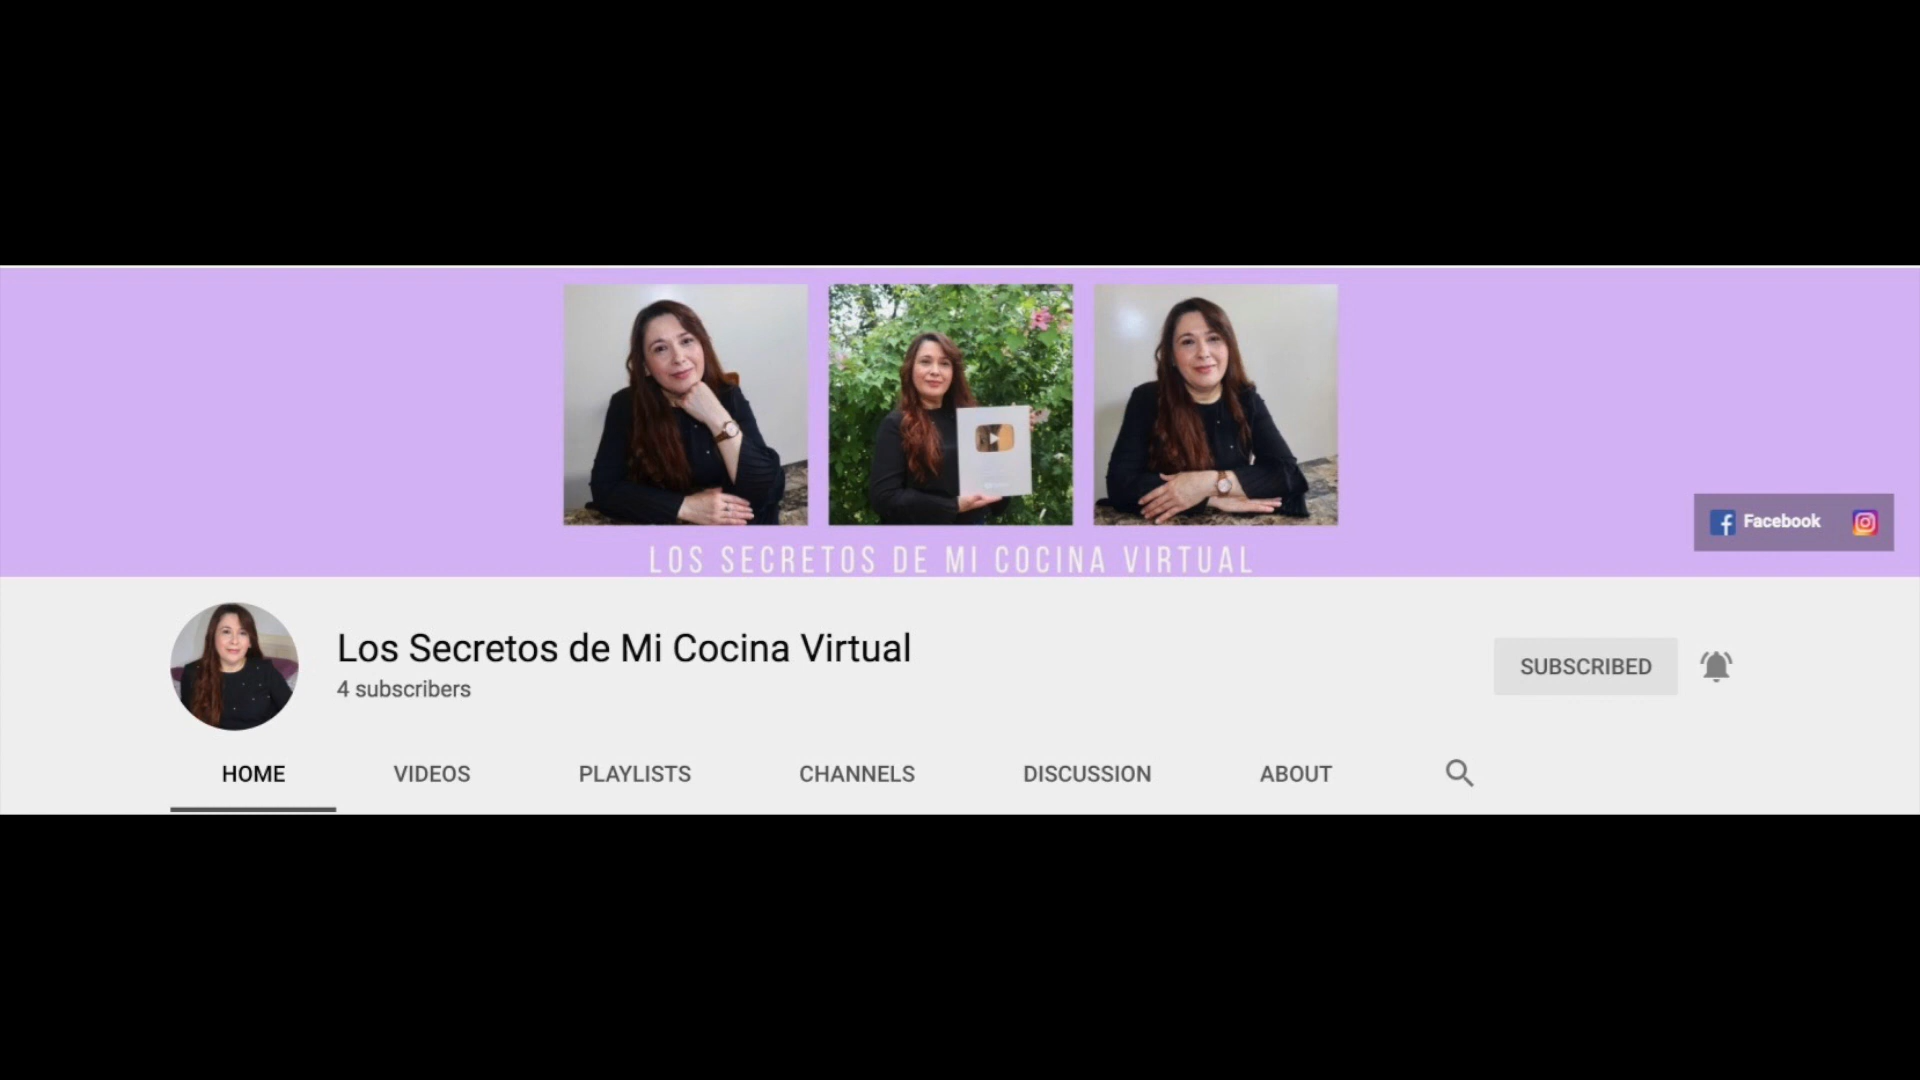 Facebook
LOS SECRETOS DE MI COCINA VIRTUAL
Los Secretos de Mi Cocina Virtual
4 subscribers
SUBSCRIBED
HOME VIDEOS PLAYLISTS CHANNELS DISCUSSION ABOUT